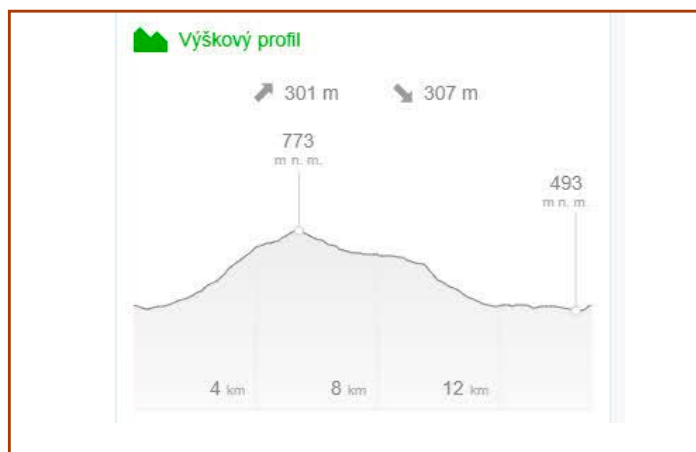 Výškový profil
301 m 307 m
773
m n. m.
493
m n. m.
4 km 8 km 12 km